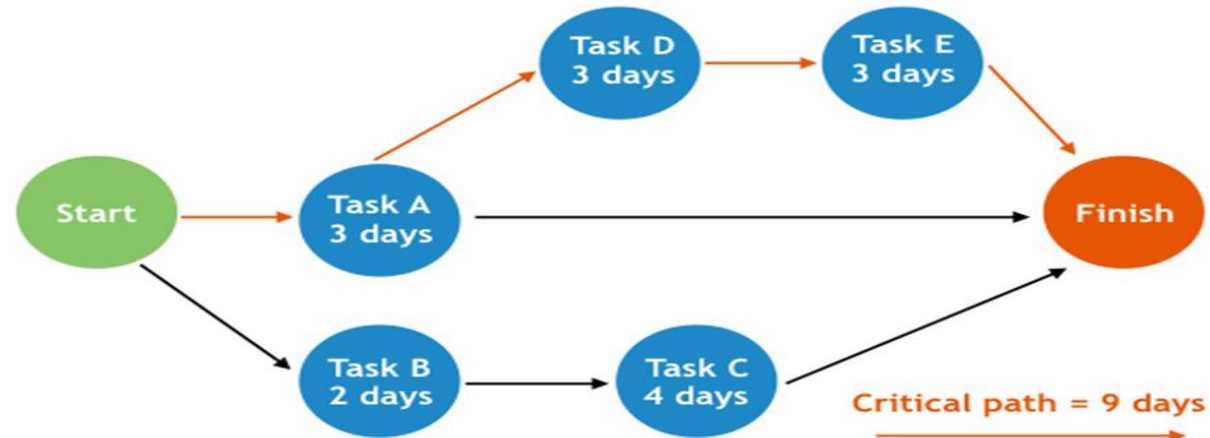 Task D
3 days
Task E
3 days
Start
Task A
3 days
Finish
Task B
2 days
Task C
4 days
Critical path = 9 days